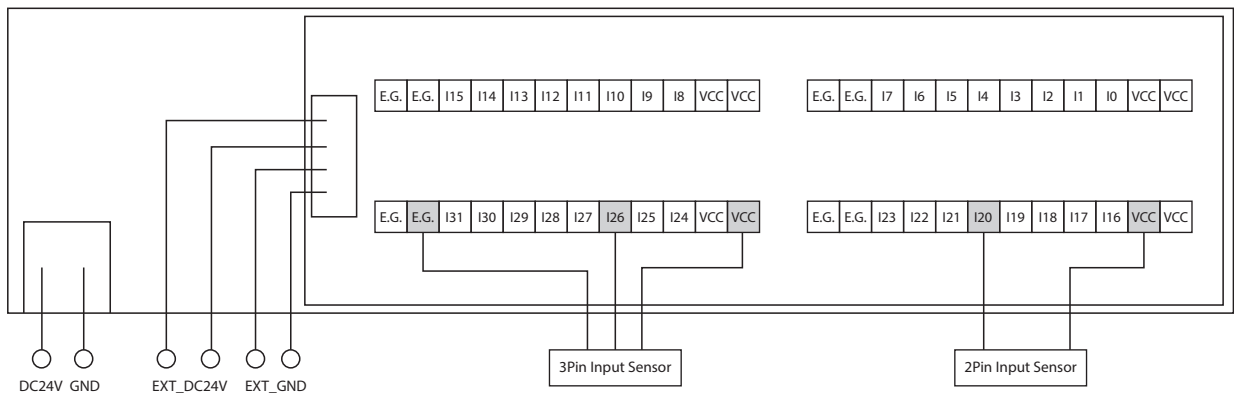 E.G. E.G. I15 I14 I13 I12 I11 I10 I9 I8 VCC VCC
E.G. E.G. I7 I6 I5 I4 I3 I2 I1 I0 VCC VCC
E.G. E.G. I31 I30 I29 I28 I27 I26 I25 I24 VCC VCC
E.G. E.G. I23 I22 I21 I20 I19 I18 I17 I16 VCC VCC
3Pin Input Sensor
2Pin Input Sensor
DC24V GND EXT_DC24V EXT_GND